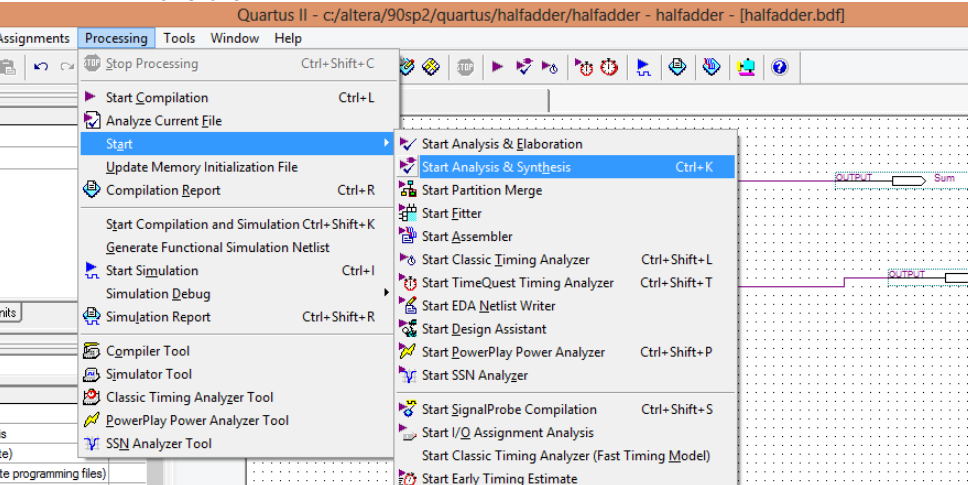 Quartus II - c:/altera/90sp2/quartus/halfadder/halfadder - halfadder - [halfadder.bdf]
Assignments Processing Tools Window Help
Stop Processing Ctrl+Shift+C
Start Compilation Ctrl+L
Analyze Current File
Start
Update Memory Initialization File
Compilation Report Ctrl+R
Start Compilation and Simulation Ctrl+Shift+K
Generate Functional Simulation Netlist
Start Simulation Ctrl+I
Simulation Debug
Simulation Report Ctrl+Shift+R
Compiler Tool
Simulator Tool
Classic Timing Analyzer Tool
PowerPlay Power Analyzer Tool
SSN Analyzer Tool
Start Analysis & Elaboration
Start Analysis & Synthesis Ctrl+K
Start Partition Merge
Start Fitter
Start Assembler
Start Classic Timing Analyzer Ctrl+Shift+L
Start TimeQuest Timing Analyzer Ctrl+Shift+T
Start EDA Netlist Writer
Start Design Assistant
Start PowerPlay Power Analyzer Ctrl+Shift+P
Start SSN Analyzer
Start SignalProbe Compilation Ctrl+Shift+S
Start I/O Assignment Analysis
Start Classic Timing Analyzer (Fast Timing Model)
Start Early Timing Estimate
OUTPUT Sum
OUTPUT
programming files)